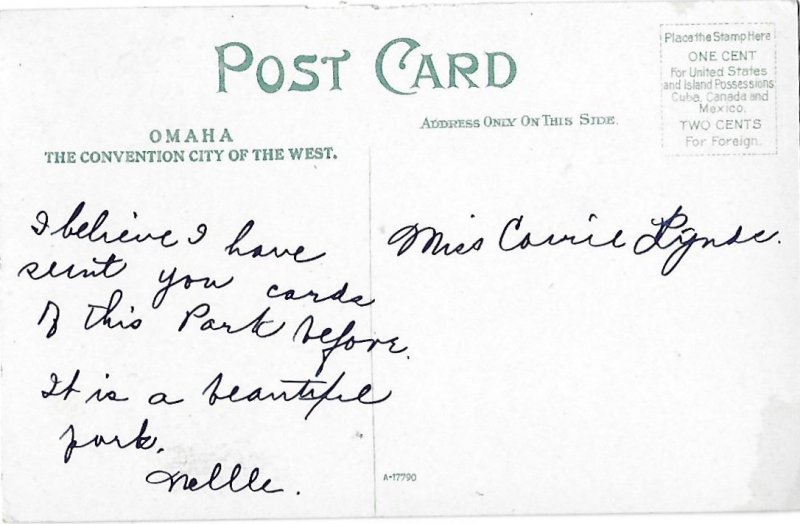 POST CARD
Place the Stamp Here
ONE CENT
For United States
and Island Possessions
Cuba, Canada and
Mexico.
TWO CENTS
For Foreign.
OMAHA
THE CONVENTION CITY OF THE WEST.
ADDRESS ONLY ON THIS SIDE.
I believe I have
sent you cards
of this Park before.
It is a beautiful
park.
Nellie.
Miss Carrie Lynde.
A-17790